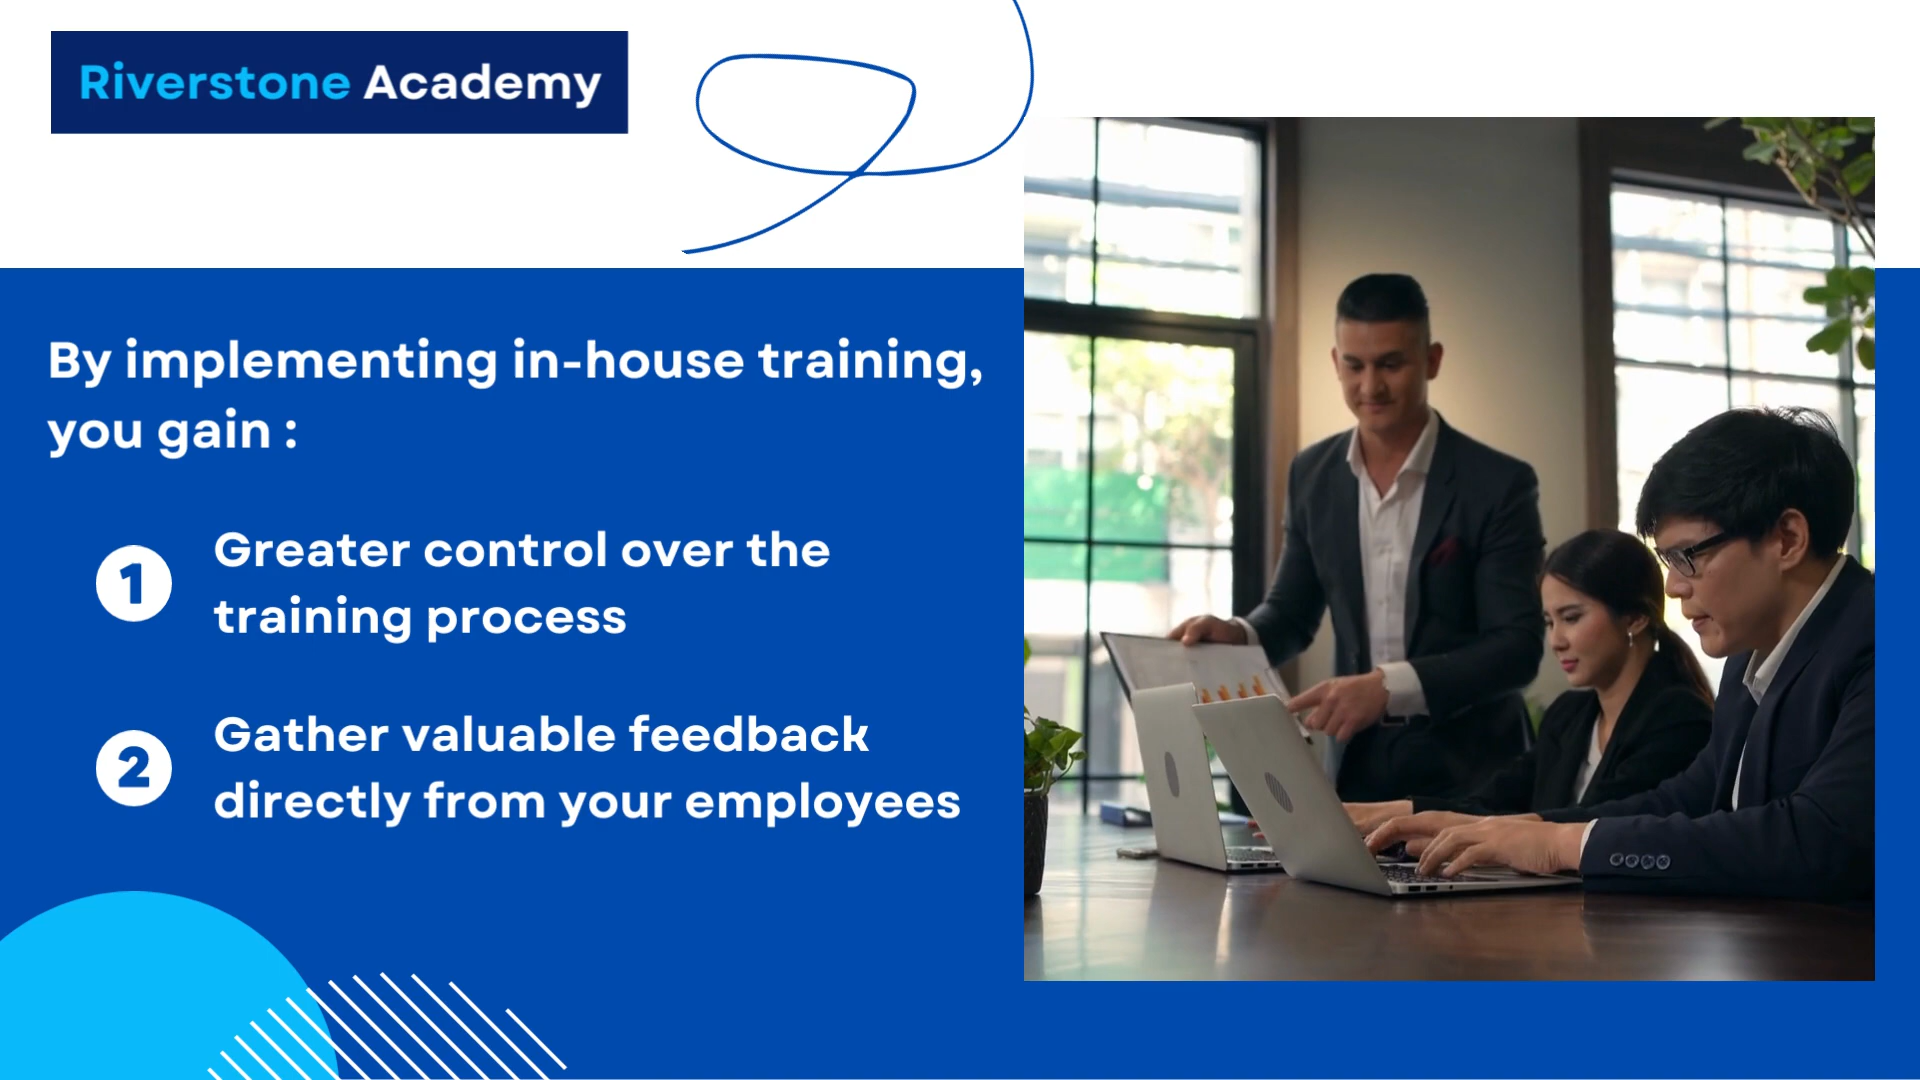 Riverstone Academy
By implementing in-house training,
you gain :
1
Greater control over the
training process
2
Gather valuable feedback
directly from your employees